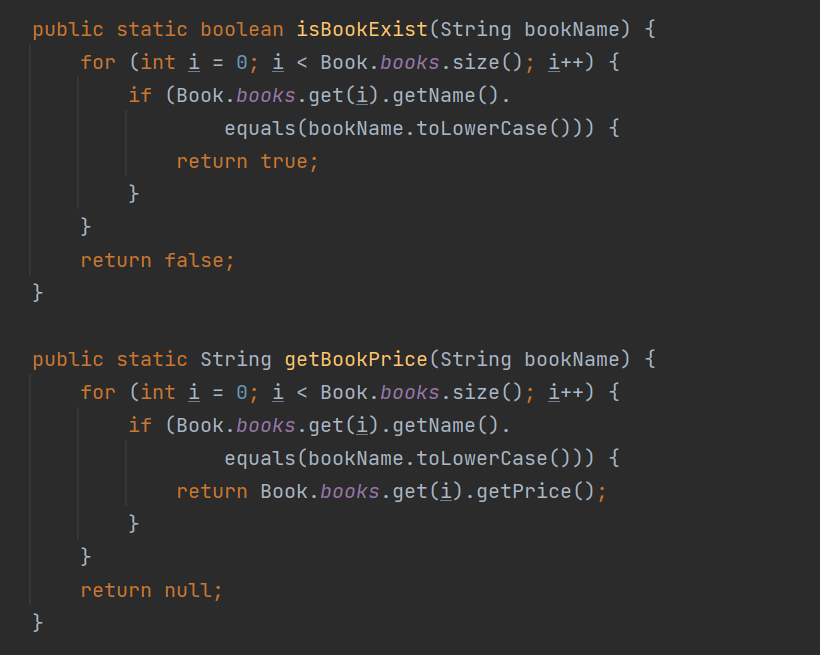 public static boolean isBookExist(String bookName) {
    for (int i = 0; i < Book.books.size(); i++) {
        if (Book.books.get(i).getName().
                equals(bookName.toLowerCase())) {
            return true;
        }
    }
    return false;
}

public static String getBookPrice(String bookName) {
    for (int i = 0; i < Book.books.size(); i++) {
        if (Book.books.get(i).getName().
                equals(bookName.toLowerCase())) {
            return Book.books.get(i).getPrice();
        }
    }
    return null;
}